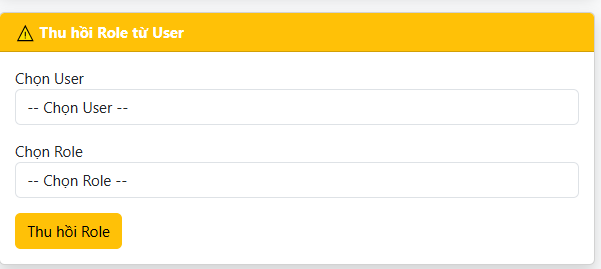 Thu hồi Role từ User
Chọn User
-- Chọn User --
Chọn Role
-- Chọn Role --
Thu hồi Role